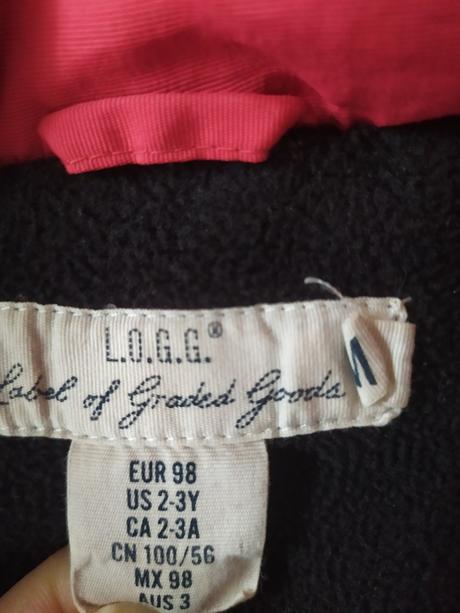 L.O.G.G.®
Label of Graded Goods
EUR 98
US 2-3Y
CA 2-3A
CN 100/56
MX 98
AUS 3